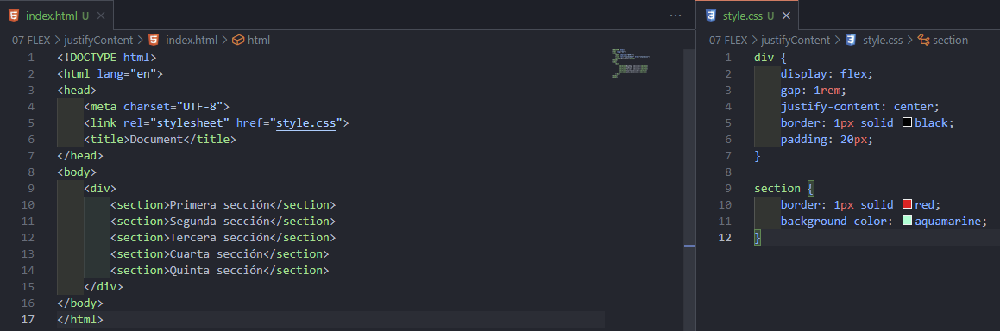 index.html U
07 FLEX > justifyContent > index.html > html
1 <!DOCTYPE html>
2 <html lang="en">
3 <head>
4     <meta charset="UTF-8">
5     <link rel="stylesheet" href="style.css">
6     <title>Document</title>
7 </head>
8 <body>
9     <div>
10         <section>Primera sección</section>
11         <section>Segunda sección</section>
12         <section>Tercera sección</section>
13         <section>Cuarta sección</section>
14         <section>Quinta sección</section>
15     </div>
16 </body>
17 </html>
style.css U
07 FLEX > justifyContent > style.css > section
1 div {
2     display: flex;
3     gap: 1rem;
4     justify-content: center;
5     border: 1px solid black;
6     padding: 20px;
7 }
8
9 section {
10     border: 1px solid red;
11     background-color: aquamarine;
12 }